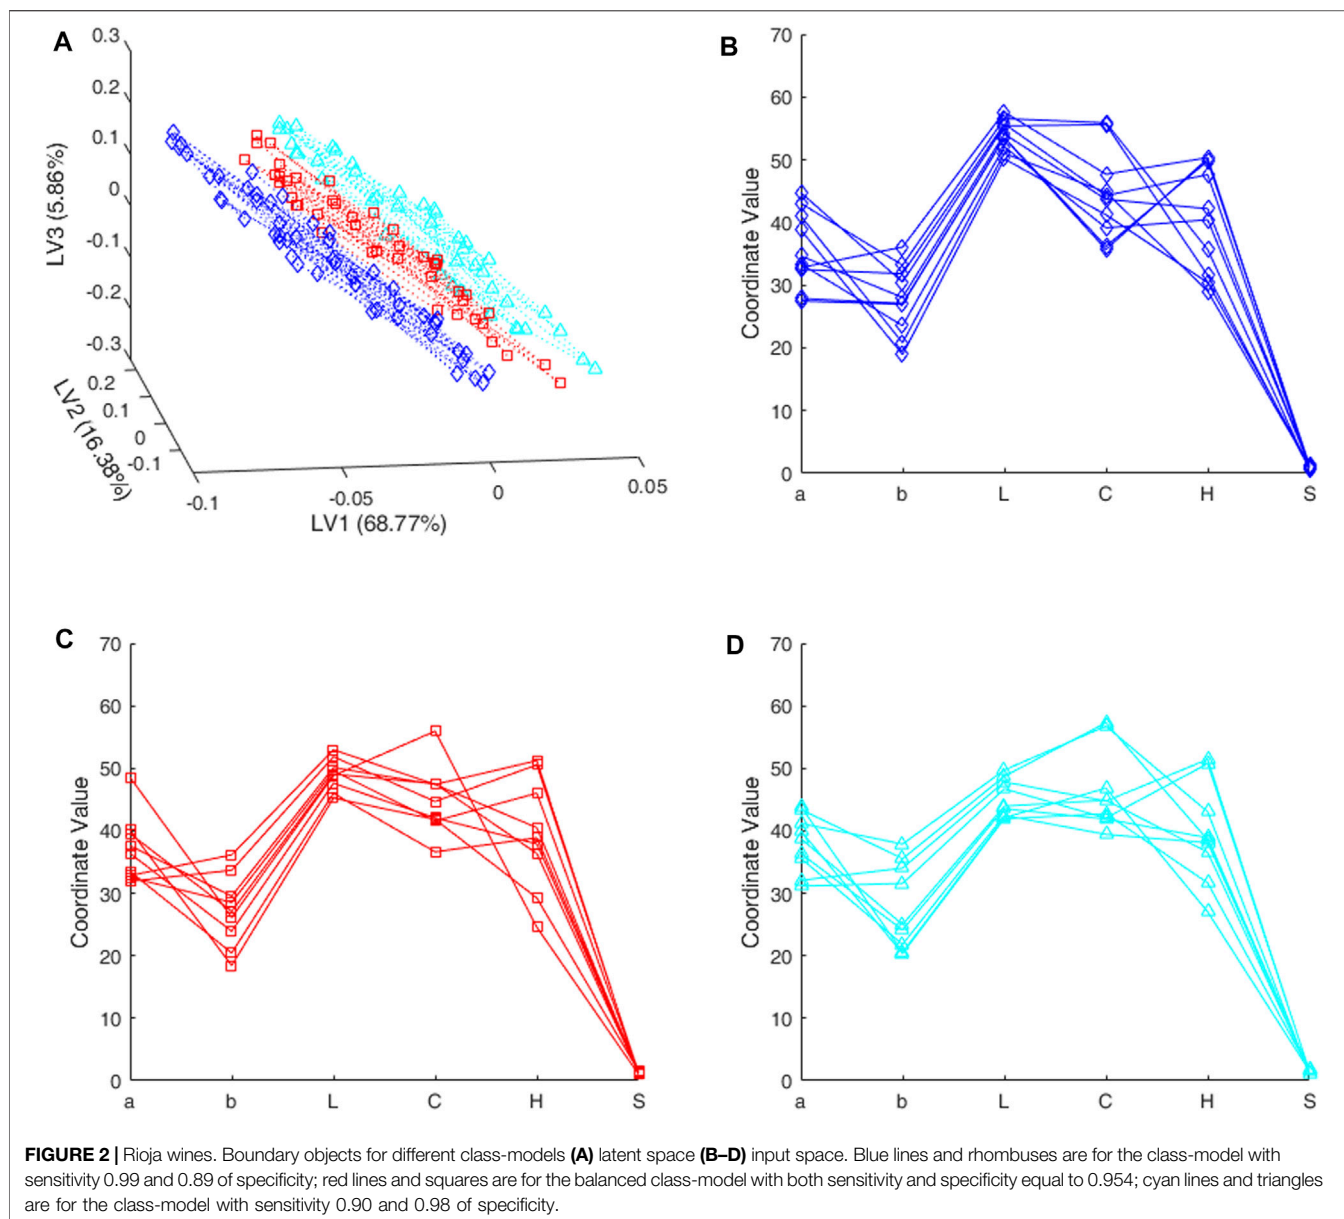 A
0.3
0.2
0.1
0
-0.1
-0.2
-0.3
LV3 (5.86%)
0.2
0.1
0
-0.1
LV2 (16.38%)
-0.1
-0.05
0
0.05
LV1 (68.77%)
B
70
60
50
40
30
20
10
0
Coordinate Value
a b L C H S
C
70
60
50
40
30
20
10
0
Coordinate Value
a b L C H S
D
70
60
50
40
30
20
10
0
Coordinate Value
a b L C H S
FIGURE 2 | Rioja wines. Boundary objects for different class-models (A) latent space (B–D) input space. Blue lines and rhombuses are for the class-model with
sensitivity 0.99 and 0.89 of specificity; red lines and squares are for the balanced class-model with both sensitivity and specificity equal to 0.954; cyan lines and triangles
are for the class-model with sensitivity 0.90 and 0.98 of specificity.